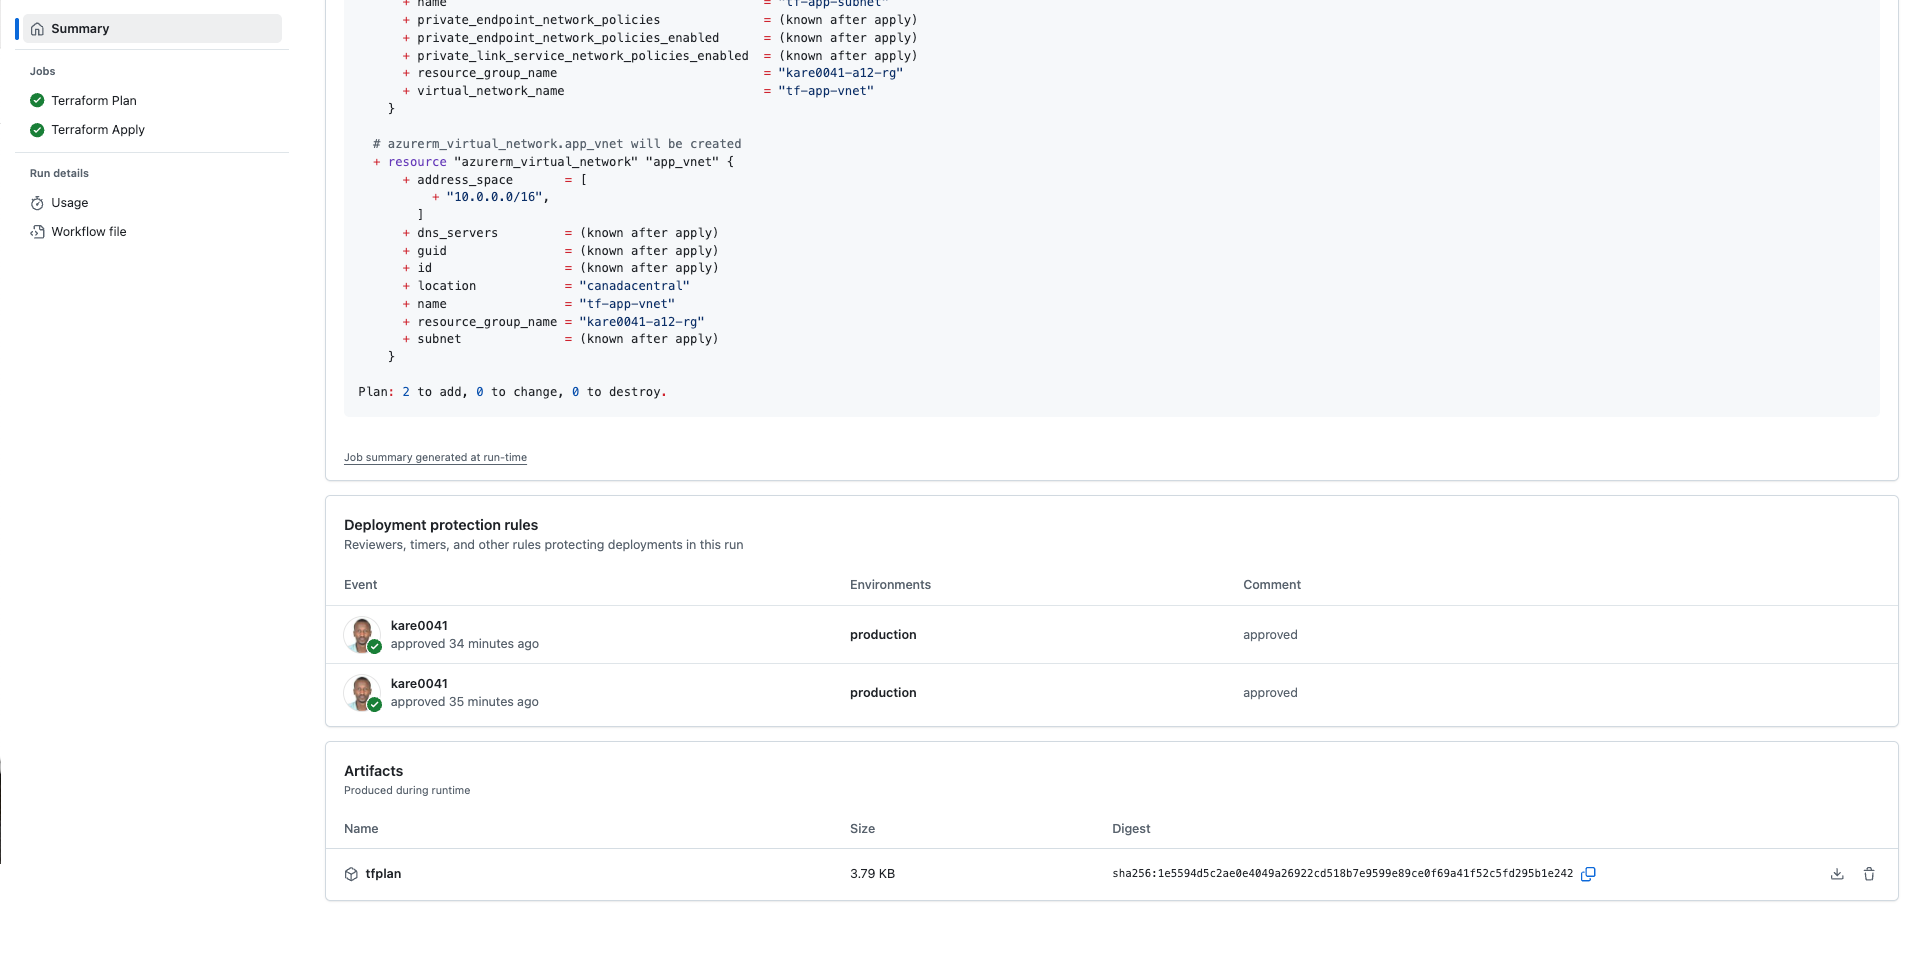 Summary
Jobs
Terraform Plan
Terraform Apply
Run details
Usage
Workflow file
+ name = "tf-app-subnet"
+ private_endpoint_network_policies = (known after apply)
+ private_endpoint_network_policies_enabled = (known after apply)
+ private_link_service_network_policies_enabled = (known after apply)
+ resource_group_name = "kare0041-a12-rg"
+ virtual_network_name = "tf-app-vnet"
}
# azurerm_virtual_network.app_vnet will be created
+ resource "azurerm_virtual_network" "app_vnet" {
+ address_space = [
+ "10.0.0.0/16",
]
+ dns_servers = (known after apply)
+ guid = (known after apply)
+ id = (known after apply)
+ location = "canadacentral"
+ name = "tf-app-vnet"
+ resource_group_name = "kare0041-a12-rg"
+ subnet = (known after apply)
}
Plan: 2 to add, 0 to change, 0 to destroy.
Job summary generated at run-time
Deployment protection rules
Reviewers, timers, and other rules protecting deployments in this run
Event Environments Comment
kare0041
approved 34 minutes ago production approved
kare0041
approved 35 minutes ago production approved
Artifacts
Produced during runtime
Name Size Digest
tfplan 3.79 KB sha256:1e5594d5c2ae0e4049a26922cd518b7e9599e89ce0f69a41f52c5fd295b1e242